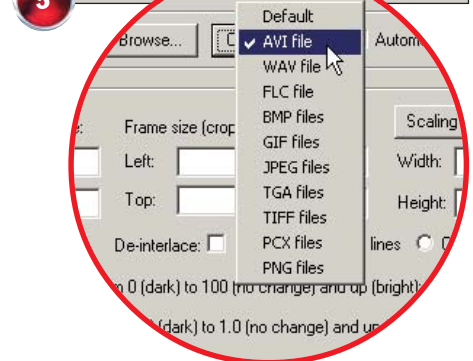 5
Default
Browse...
✓ AVI file
WAV file
FLC file
BMP files
Scaling
Frame size (crop
GIF files
Left:
JPEG files
Width:
Top:
TGA files
Height:
TIFF files
De-interlace:
PCX files
lines
PNG files
0 (dark) to 100 (no change) and up (bright):
(dark) to 1.0 (no change) and up